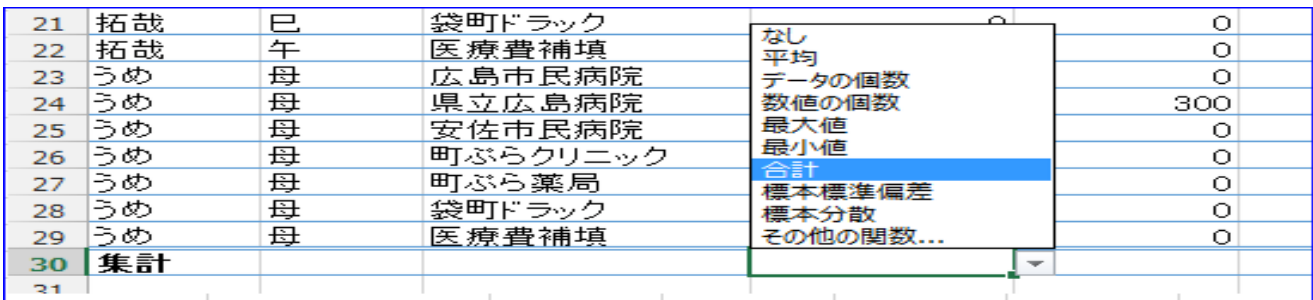 21 拓哉 巳 袋町ドラック 0 0
22 拓哉 午 医療費補填 0
23 うめ 母 広島市民病院 0
24 うめ 母 県立広島病院 300
25 うめ 母 安佐市民病院 0
26 うめ 母 町ぷらクリニック 0
27 うめ 母 町ぷら薬局 0
28 うめ 母 袋町ドラック 0
29 うめ 母 医療費補填 0
30 集計
31
なし
平均
データの個数
数値の個数
最大値
最小値
合計
標本標準偏差
標本分散
その他の関数...